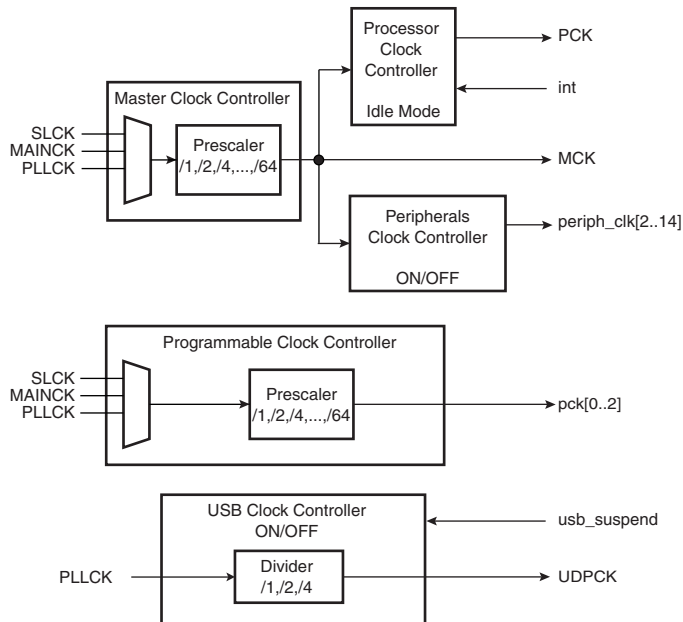 Processor
Clock
Controller
Idle Mode
PCK
int
Master Clock Controller
SLCK
MAINCK
PLLCK
Prescaler
/1,/2,/4,...,/64
MCK
Peripherals
Clock Controller
ON/OFF
periph_clk[2..14]
Programmable Clock Controller
SLCK
MAINCK
PLLCK
Prescaler
/1,/2,/4,...,/64
pck[0..2]
USB Clock Controller
ON/OFF
usb_suspend
PLLCK
Divider
/1,/2,/4
UDPCK